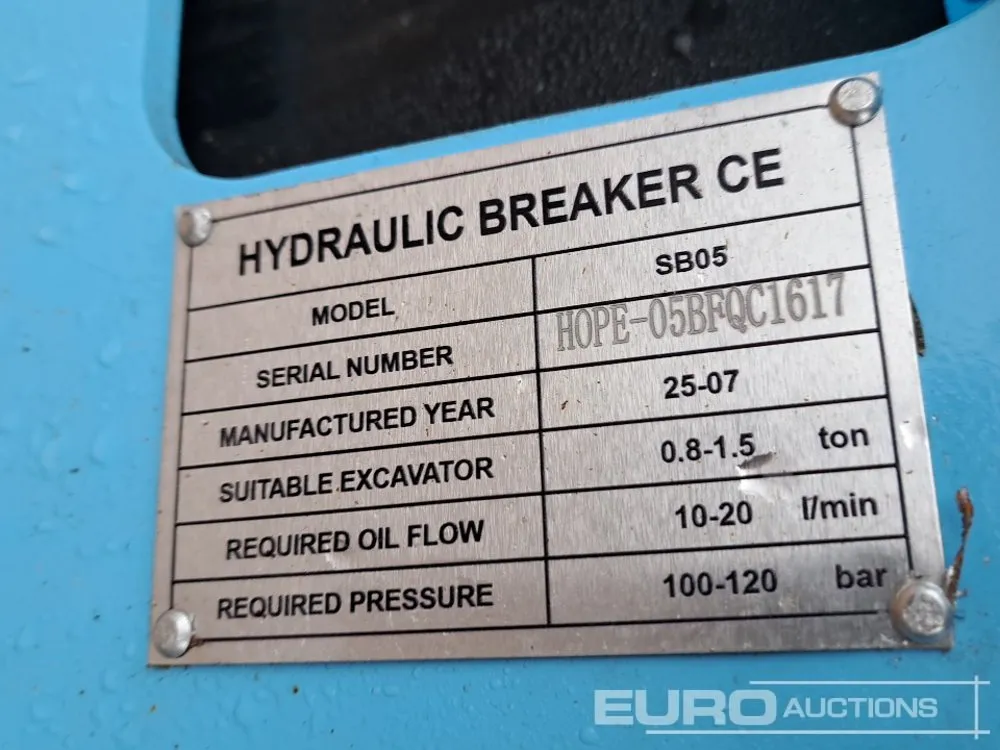 HYDRAULIC BREAKER CE
MODEL SB05
SERIAL NUMBER HOPE-05BFQC1617
MANUFACTURED YEAR 25-07
SUITABLE EXCAVATOR 0.8-1.5 ton
REQUIRED OIL FLOW 10-20 l/min
REQUIRED PRESSURE 100-120 bar
EURO AUCTIONS